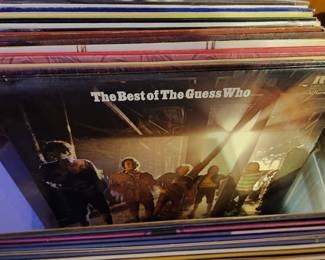 The Best of The Guess Who